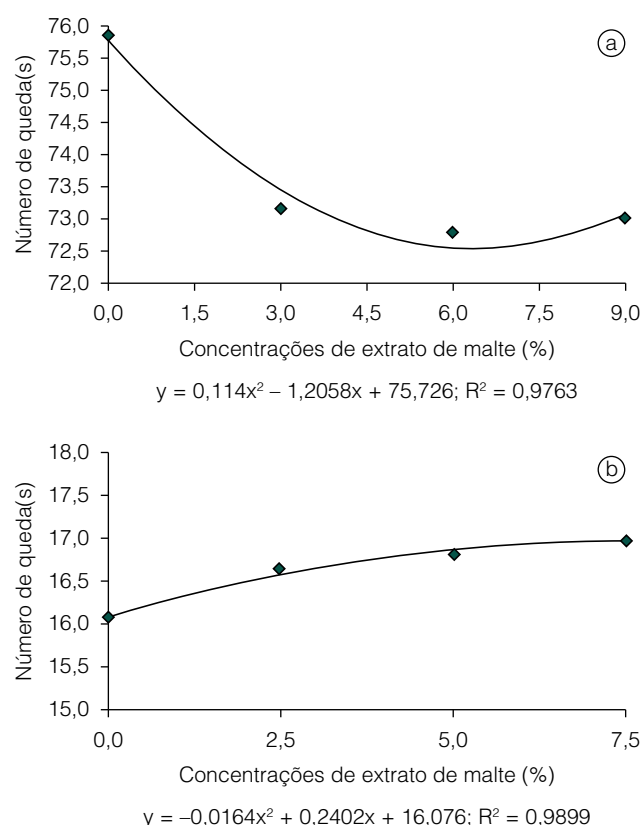 76,0
ⓐ
75,5
75,0
74,5
74,0
73,5
73,0
72,5
72,0
Número de queda(s)
0,0 1,5 3,0 4,5 6,0 7,5 9,0
Concentrações de extrato de malte (%)
y = 0,114x² – 1,2058x + 75,726; R² = 0,9763
18,0
ⓑ
17,5
17,0
16,5
16,0
15,5
15,0
Número de queda(s)
0,0 2,5 5,0 7,5
Concentrações de extrato de malte (%)
y = –0,0164x² + 0,2402x + 16,076; R² = 0,9899